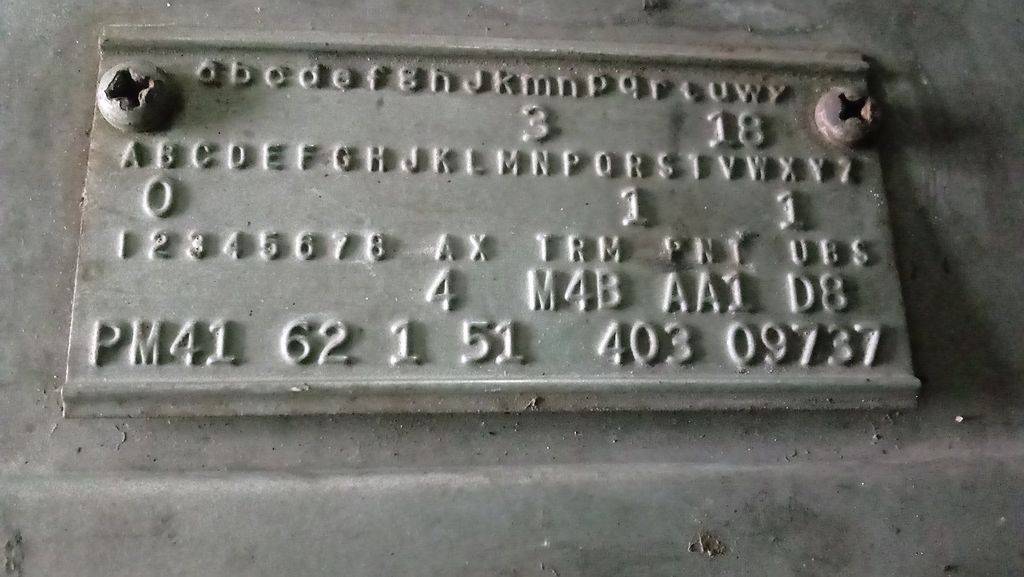 abcdefghJkmnpqrtuwy
3 18
ABCDEFGHJKLMNPQRSTVWXYZ
0 1 1
12345678 AX TRM PNT UBS
4 M4B AA1 D8
PM41 62 1 51 403 09737